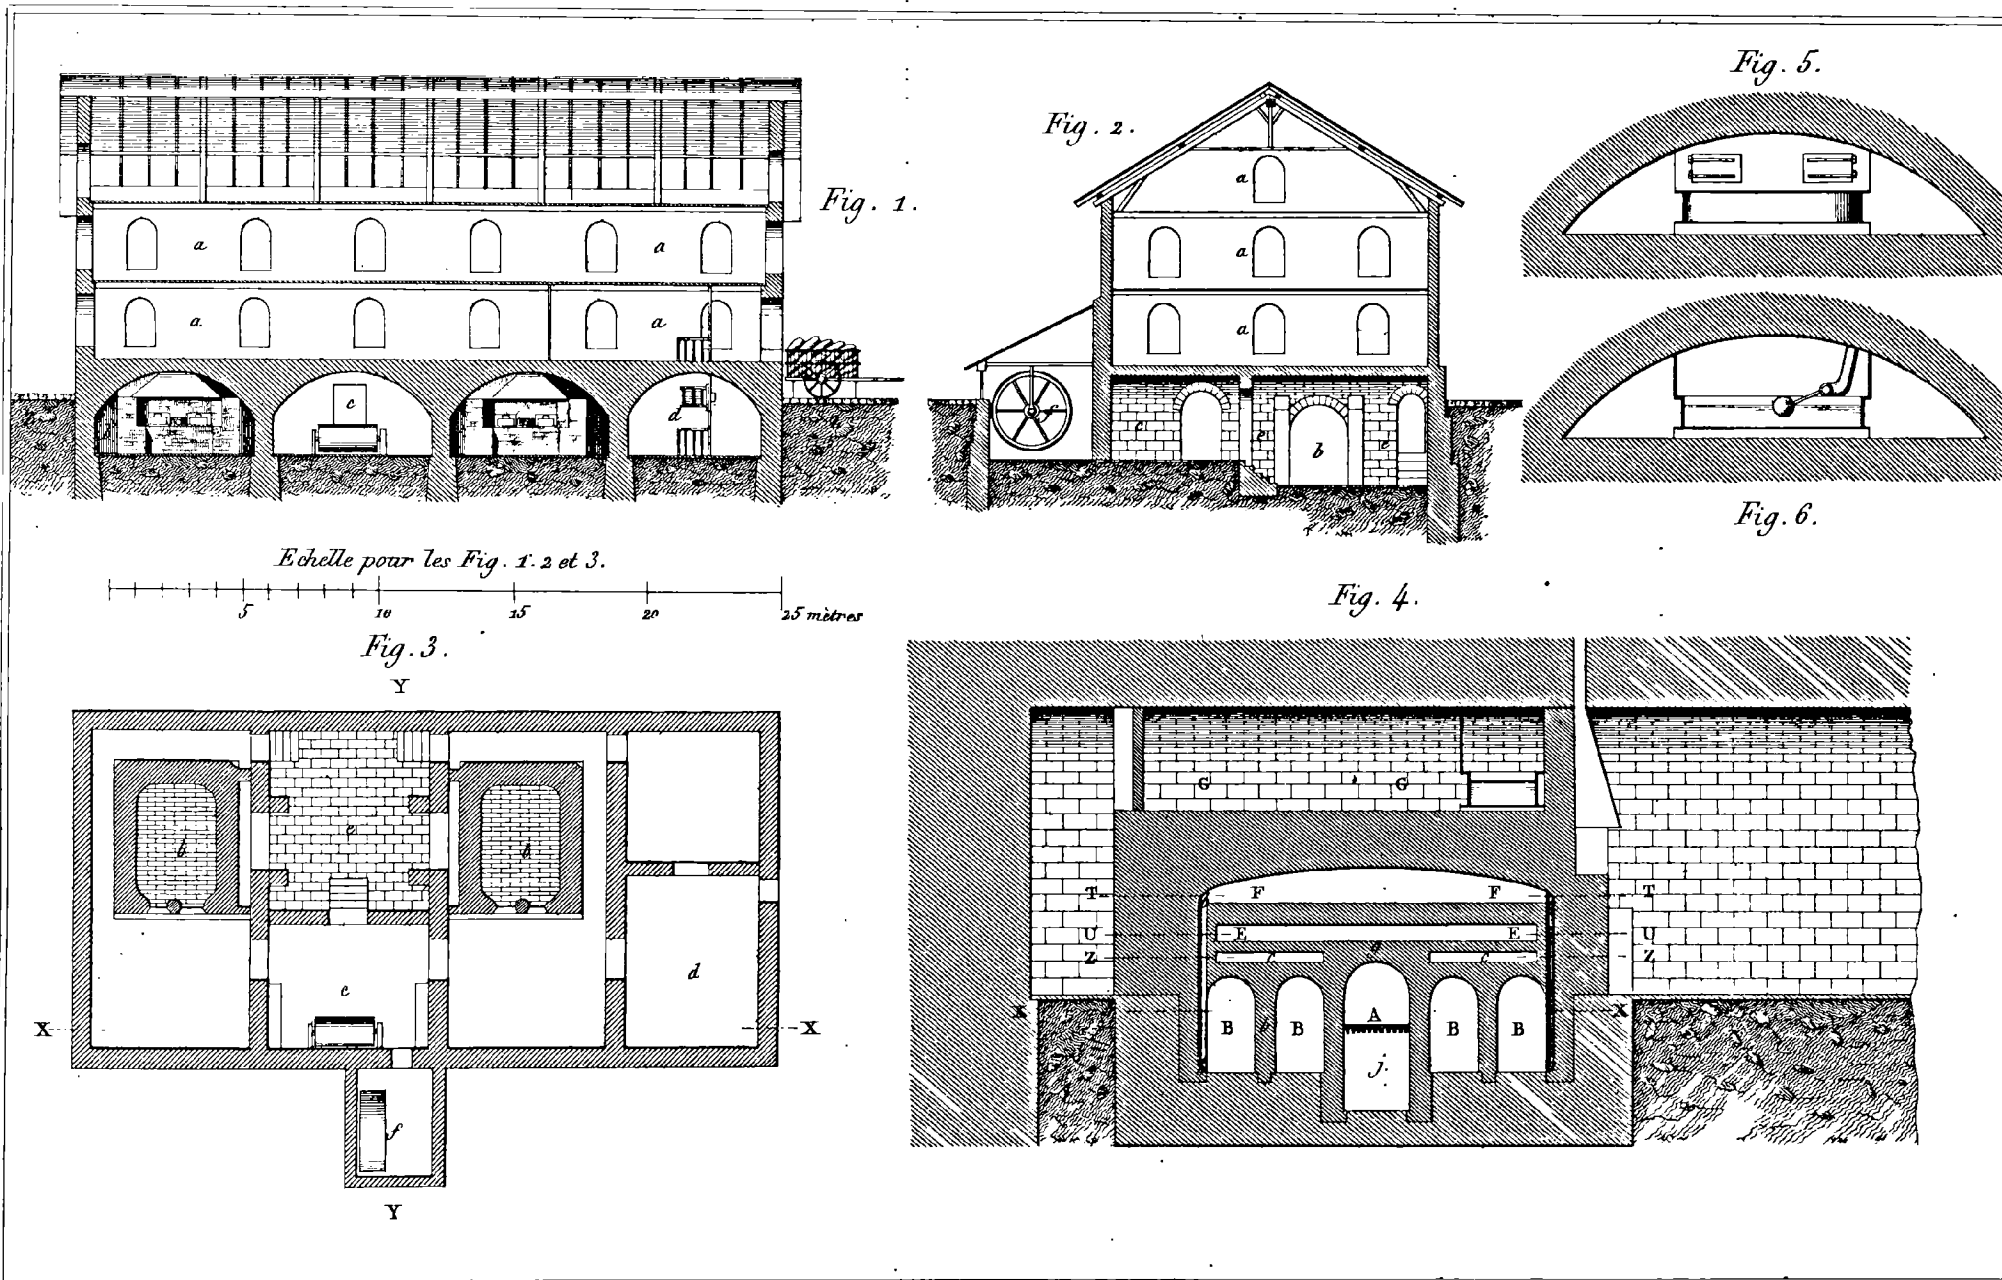 Fig. 1.
a a
a a
c
d
Fig. 2.
a
a
a
f c e b e
Fig. 5.
Fig. 6.
Echelle pour les Fig. 1. 2 et 3.
5 10 15 20 25 mètres
Fig. 3.
Y
b e b
c d
X X
f
Y
Fig. 4.
G G
T F F T
U E E U
g
Z c c Z
X A X
B b B B B
j.